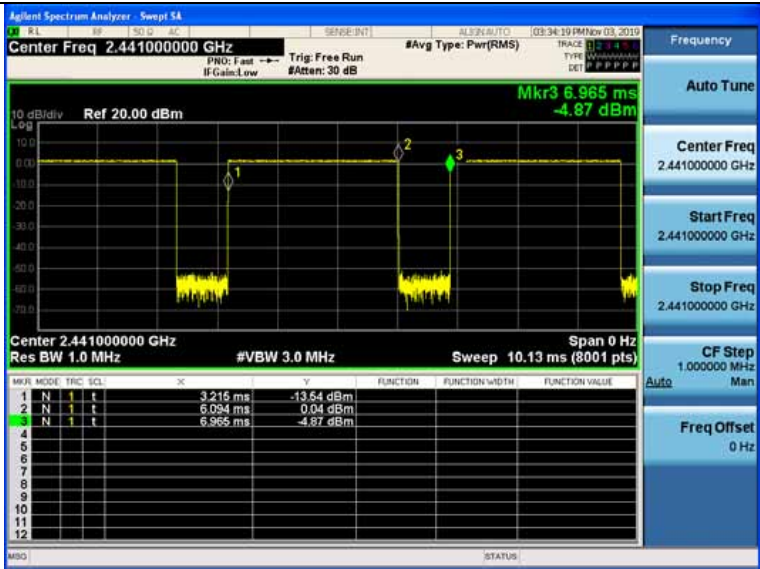 Agilent Spectrum Analyzer - Swept SA
RL RF 50 Ω AC SENSE:INT ALIGN AUTO 03:34:19 PM Nov 03, 2019
Center Freq 2.441000000 GHz
PNO: Fast
IFGain:Low
Trig: Free Run
#Atten: 30 dB
#Avg Type: Pwr(RMS)
TRACE 1 2 3 4 5 6
TYPE
DET P P P P P P
Mkr3 6.965 ms
-4.87 dBm
10 dB/div Ref 20.00 dBm
Log
10.0
0.00
-10.0
-20.0
-30.0
-40.0
-50.0
-60.0
-70.0
1
2
3
Center 2.441000000 GHz Span 0 Hz
Res BW 1.0 MHz #VBW 3.0 MHz Sweep 10.13 ms (8001 pts)
MKR MODE TRC SCL X Y FUNCTION FUNCTION WIDTH FUNCTION VALUE
1 N 1 t 3.215 ms -13.54 dBm
2 N 1 t 6.094 ms 0.04 dBm
3 N 1 t 6.965 ms -4.87 dBm
4
5
6
7
8
9
10
11
12
MSG STATUS
Frequency
Auto Tune
Center Freq
2.441000000 GHz
Start Freq
2.441000000 GHz
Stop Freq
2.441000000 GHz
CF Step
1.000000 MHz
Auto Man
Freq Offset
0 Hz